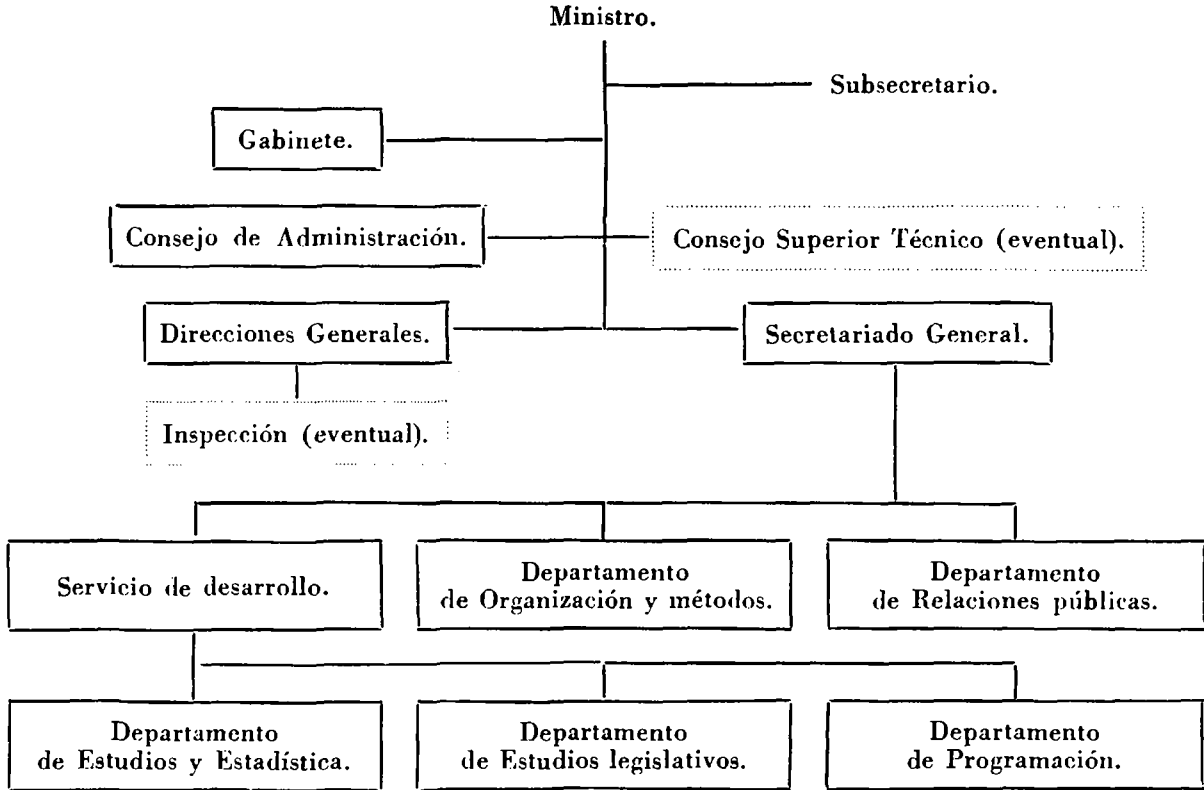 Ministro.
Subsecretario.
Gabinete.
Consejo de Administración.
Consejo Superior Técnico (eventual).
Direcciones Generales.
Secretariado General.
Inspección (eventual).
Servicio de desarrollo.
Departamento
de Organización y métodos.
Departamento
de Relaciones públicas.
Departamento
de Estudios y Estadística.
Departamento
de Estudios legislativos.
Departamento
de Programación.